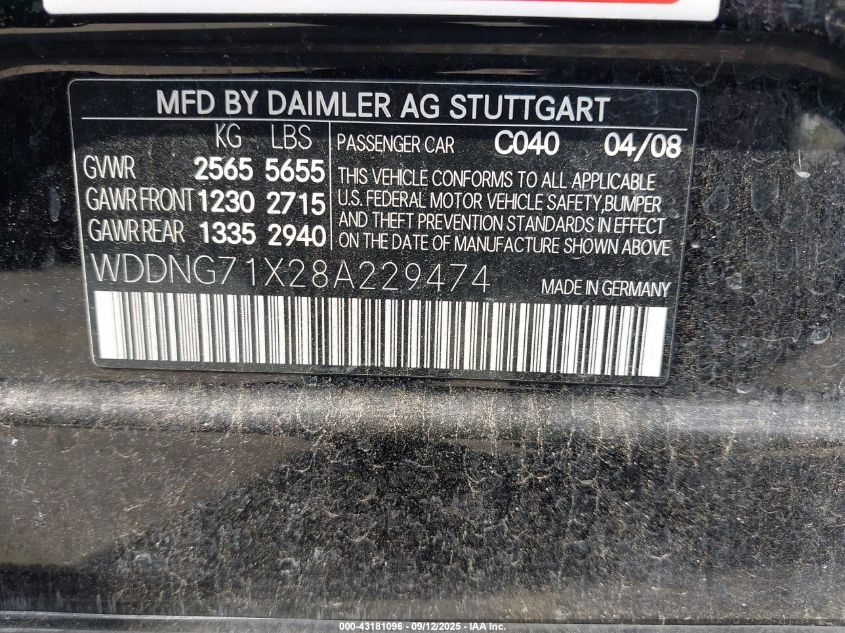 MFD BY DAIMLER AG STUTTGART
KG LBS
GVWR 2565 5655
GAWR FRONT 1230 2715
GAWR REAR 1335 2940
PASSENGER CAR C040 04/08
THIS VEHICLE CONFORMS TO ALL APPLICABLE
U.S. FEDERAL MOTOR VEHICLE SAFETY, BUMPER
AND THEFT PREVENTION STANDARDS IN EFFECT
ON THE DATE OF MANUFACTURE SHOWN ABOVE
WDDNG71X28A229474 MADE IN GERMANY
000-43181096 - 09/12/2025 - IAA Inc.